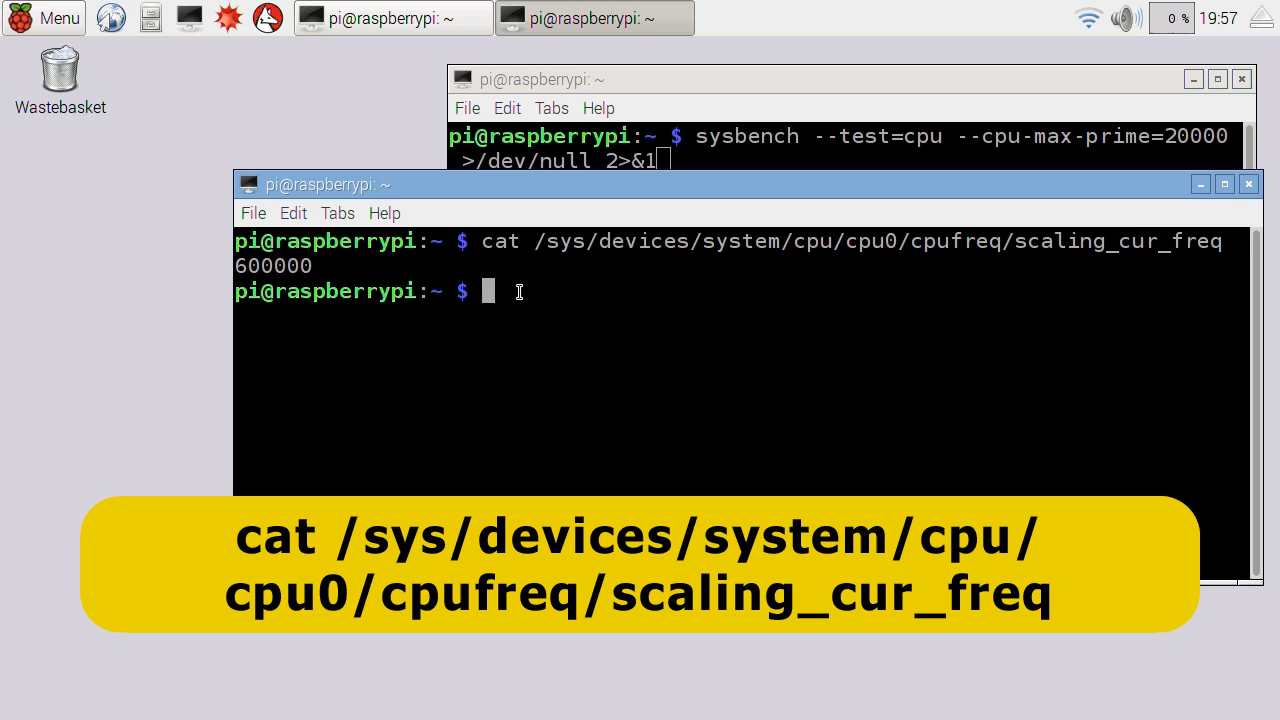 Menu
pi@raspberrypi: ~
pi@raspberrypi: ~
0 %
19:57
Wastebasket
pi@raspberrypi: ~
File Edit Tabs Help
pi@raspberrypi:~ $ sysbench --test=cpu --cpu-max-prime=20000
>/dev/null 2>&1
pi@raspberrypi: ~
File Edit Tabs Help
pi@raspberrypi:~ $ cat /sys/devices/system/cpu/cpu0/cpufreq/scaling_cur_freq
600000
pi@raspberrypi:~ $
cat /sys/devices/system/cpu/
cpu0/cpufreq/scaling_cur_freq